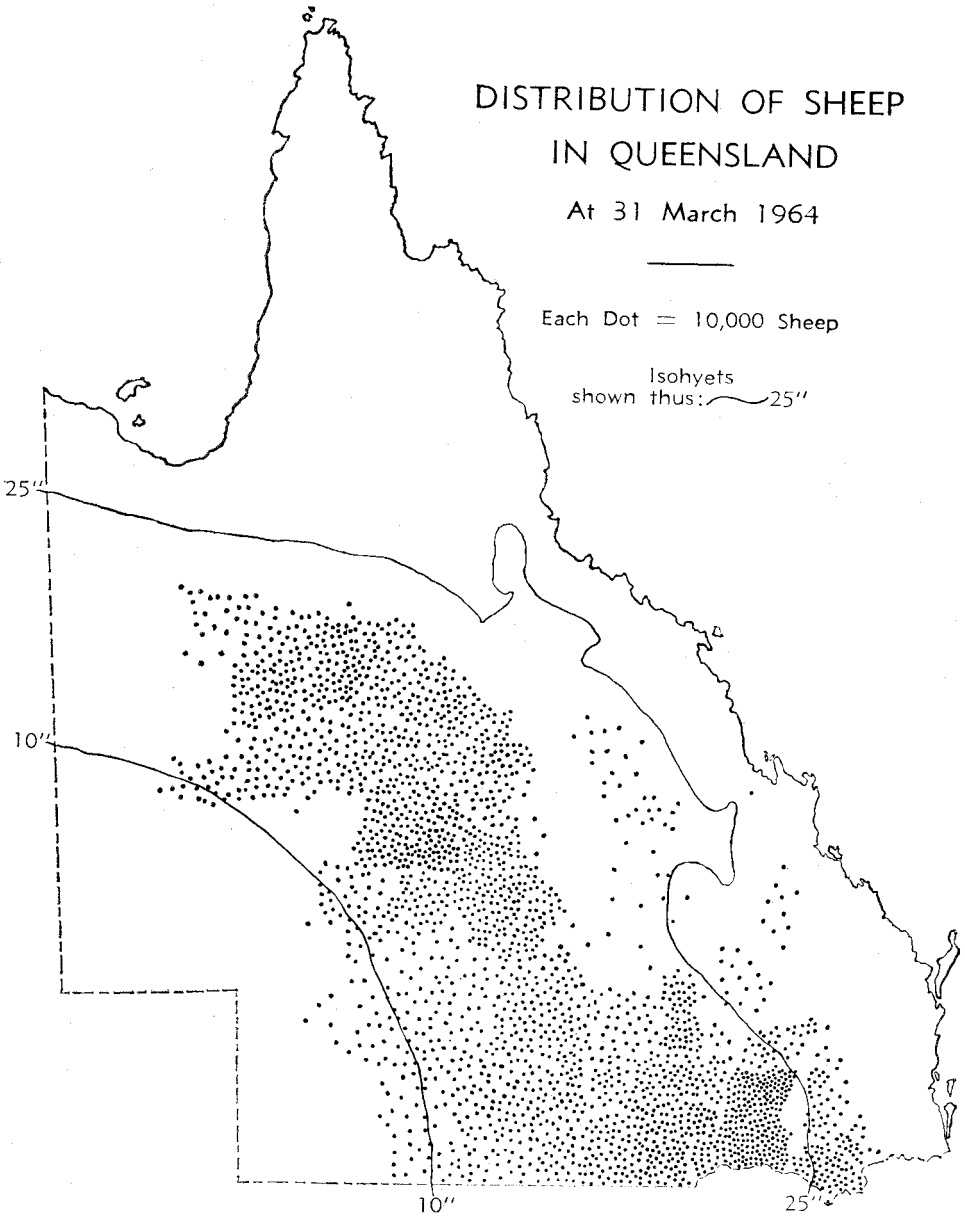 DISTRIBUTION OF SHEEP
IN QUEENSLAND
At 31 March 1964
Each Dot = 10,000 Sheep
Isohyets
shown thus: 25"
25"
10"
10"
25"